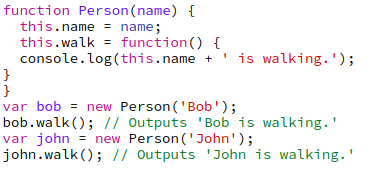 function Person(name) {
  this.name = name;
  this.walk = function() {
  console.log(this.name + ' is walking.');
}
}
var bob = new Person('Bob');
bob.walk(); // Outputs 'Bob is walking.'
var john = new Person('John');
john.walk(); // Outputs 'John is walking.'